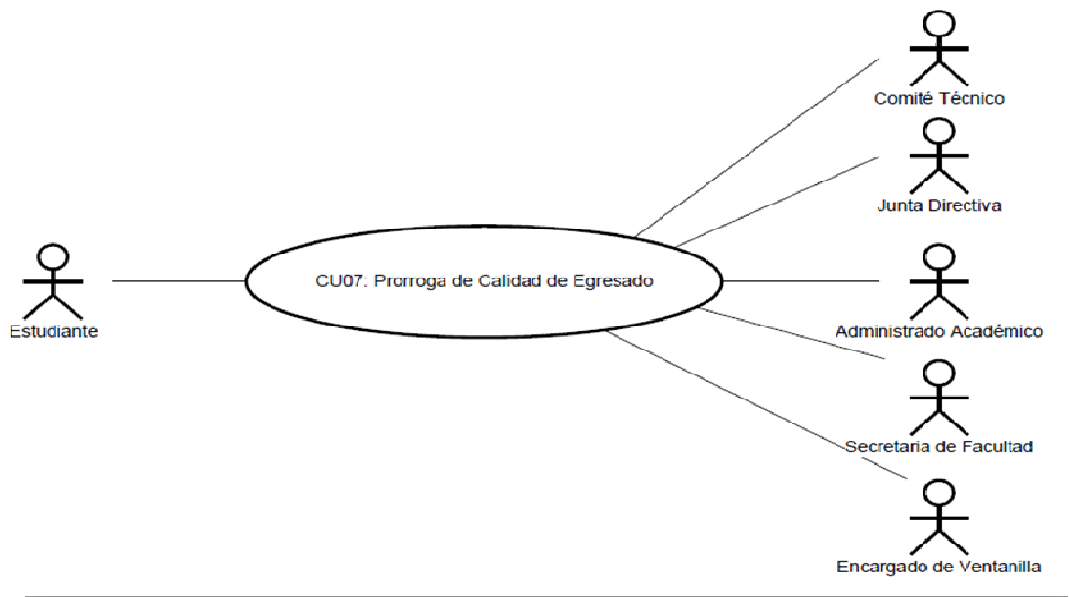 Comité Técnico
Junta Directiva
CU07: Prorroga de Calidad de Egresado
Estudiante
Administrado Académico
Secretaria de Facultad
Encargado de Ventanilla